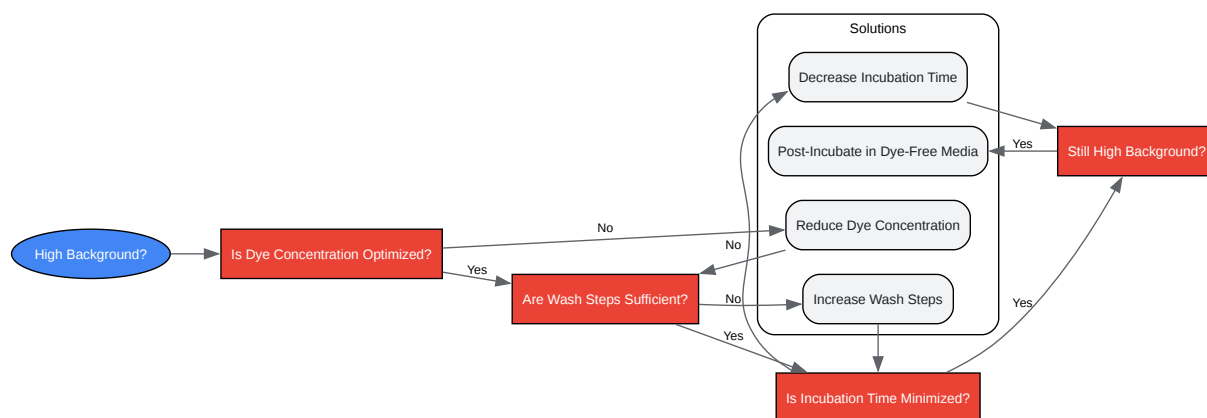 Solutions
Decrease Incubation Time
Post-Incubate in Dye-Free Media
Yes
Still High Background?
High Background?
Is Dye Concentration Optimized?
No
Reduce Dye Concentration
No
Yes
Are Wash Steps Sufficient?
No
Increase Wash Steps
Yes
Yes
Is Incubation Time Minimized?